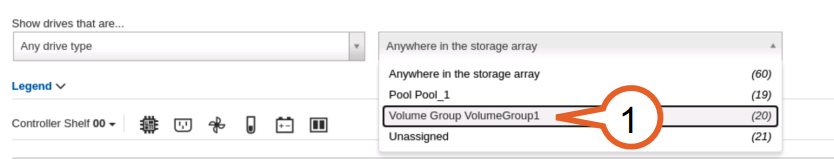 Show drives that are...
Any drive type
Anywhere in the storage array
Anywhere in the storage array (60)
Pool Pool_1 (19)
Volume Group VolumeGroup1 (20)
Unassigned (21)
1
Legend
Controller Shelf 00